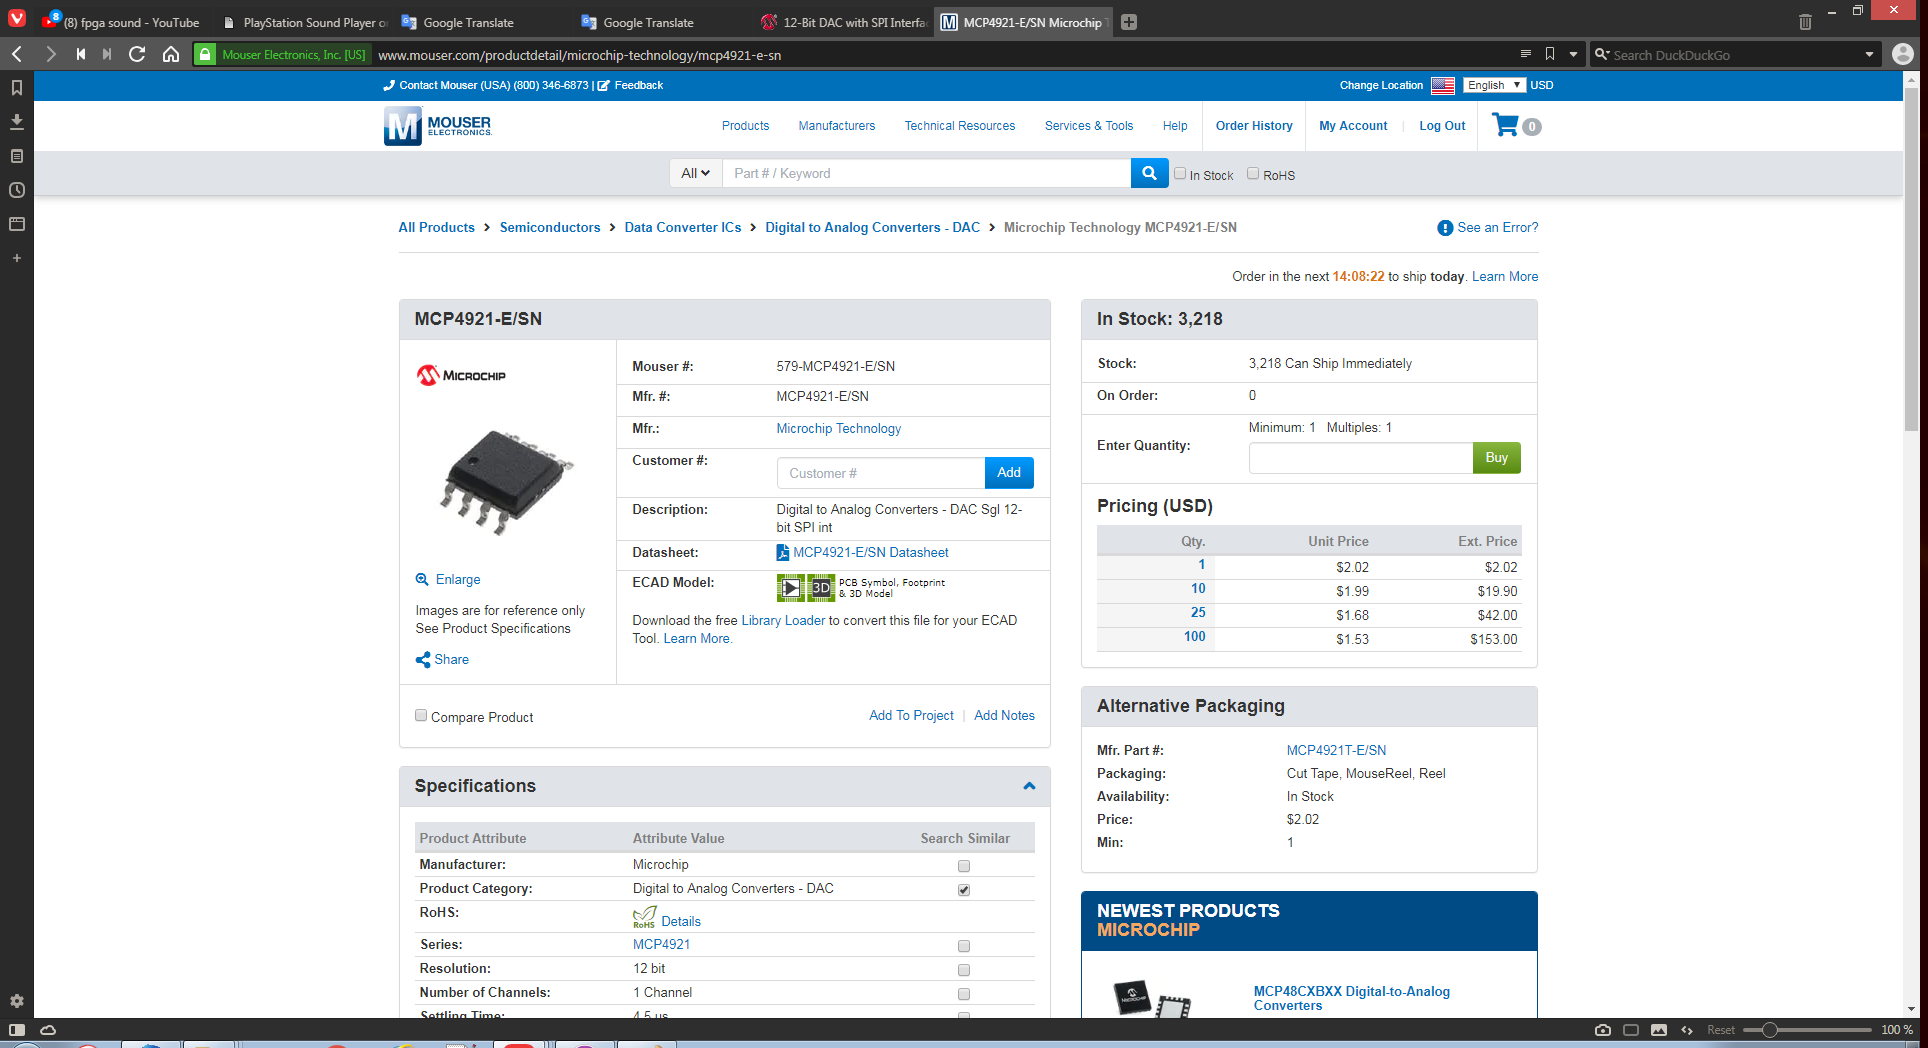 (8) fpga sound - YouTube
PlayStation Sound Player or
Google Translate
Google Translate
12-Bit DAC with SPI Interfa
MCP4921-E/SN Microchip T
Mouser Electronics, Inc. [US]
www.mouser.com/productdetail/microchip-technology/mcp4921-e-sn
Search DuckDuckGo
Contact Mouser (USA) (800) 346-6873 | Feedback
Change Location English USD
MOUSER
ELECTRONICS.
Products Manufacturers Technical Resources Services & Tools Help Order History My Account | Log Out 0
All Part # / Keyword In Stock RoHS
All Products > Semiconductors > Data Converter ICs > Digital to Analog Converters - DAC > Microchip Technology MCP4921-E/SN
See an Error?
Order in the next 14:08:22 to ship today. Learn More
MCP4921-E/SN
MICROCHIP
Enlarge
Images are for reference only
See Product Specifications
Share
Mouser #: 579-MCP4921-E/SN
Mfr. #: MCP4921-E/SN
Mfr.: Microchip Technology
Customer #: Customer # Add
Description: Digital to Analog Converters - DAC Sgl 12-
bit SPI int
Datasheet: MCP4921-E/SN Datasheet
ECAD Model: 3D PCB Symbol, Footprint
& 3D Model
Download the free Library Loader to convert this file for your ECAD
Tool. Learn More.
Compare Product
Add To Project | Add Notes
Specifications
Product Attribute Attribute Value Search Similar
Manufacturer: Microchip
Product Category: Digital to Analog Converters - DAC
RoHS: RoHS Details
Series: MCP4921
Resolution: 12 bit
Number of Channels: 1 Channel
Settling Time: 4.5 us
In Stock: 3,218
Stock: 3,218 Can Ship Immediately
On Order: 0
Minimum: 1 Multiples: 1
Enter Quantity: Buy
Pricing (USD)
Qty. Unit Price Ext. Price
1 $2.02 $2.02
10 $1.99 $19.90
25 $1.68 $42.00
100 $1.53 $153.00
Alternative Packaging
Mfr. Part #: MCP4921T-E/SN
Packaging: Cut Tape, MouseReel, Reel
Availability: In Stock
Price: $2.02
Min: 1
NEWEST PRODUCTS
MICROCHIP
MCP48CXBXX Digital-to-Analog
Converters
Reset 100 %